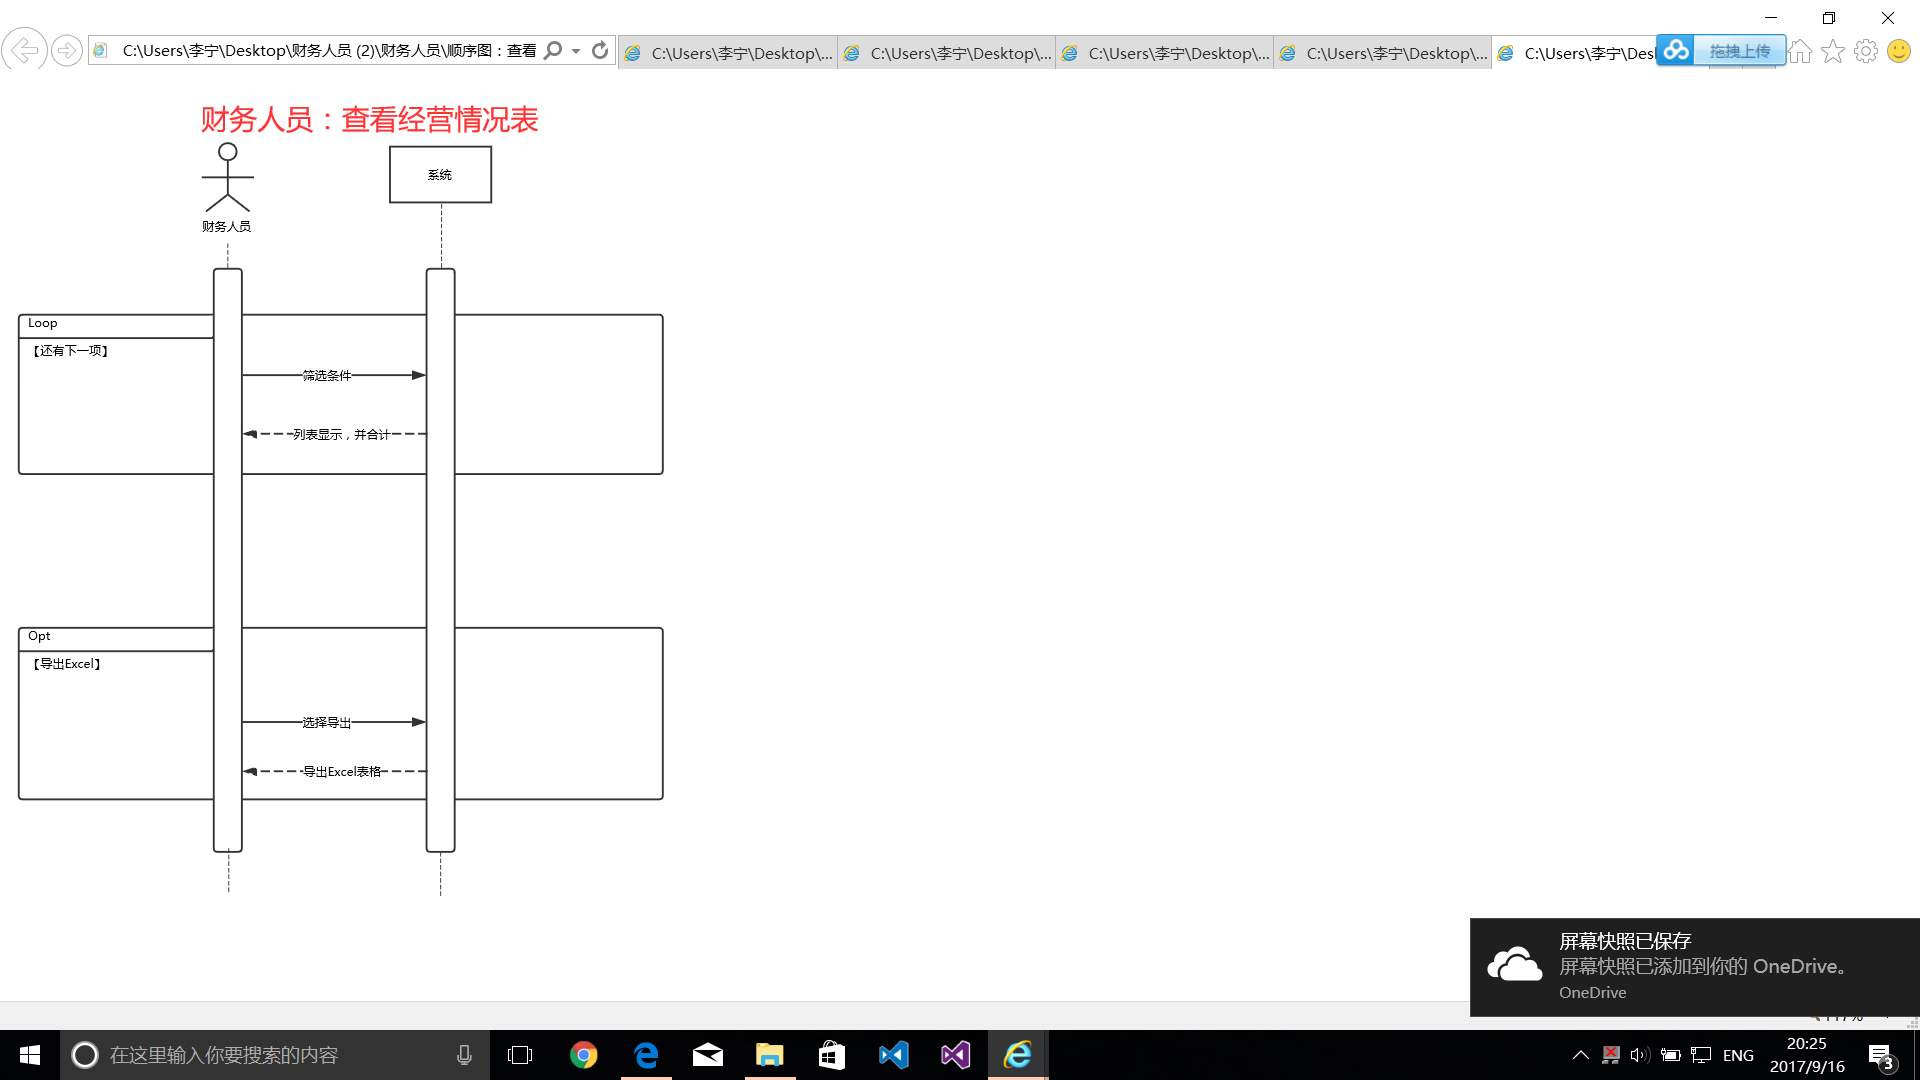 C:\Users\李宁\Desktop\财务人员 (2)\财务人员\顺序图：查看
C:\Users\李宁\Desktop\...
C:\Users\李宁\Desktop\...
C:\Users\李宁\Desktop\...
C:\Users\李宁\Desktop\...
C:\Users\李宁\Desl
拖拽上传
财务人员：查看经营情况表
系统
财务人员
Loop
【还有下一项】
筛选条件
列表显示，并合计
Opt
【导出Excel】
选择导出
导出Excel表格
屏幕快照已保存
屏幕快照已添加到你的 OneDrive。
OneDrive
在这里输入你要搜索的内容
ENG
20:25
2017/9/16
3